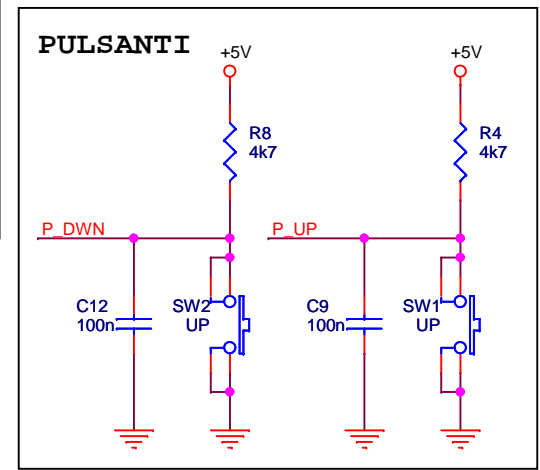 PULSANTI
+5V
+5V
R8
4k7
R4
4k7
P_DWN
P_UP
C12
100n
SW2
UP
C9
100n
SW1
UP